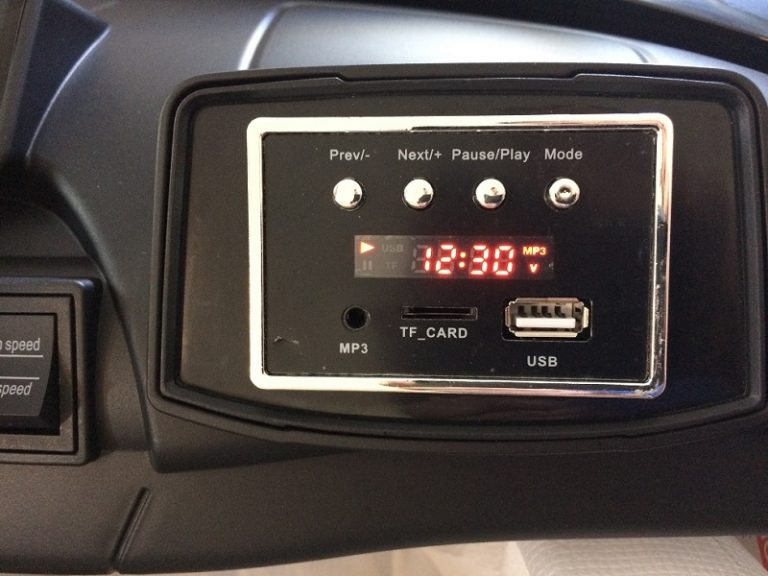 Prev/- Next/+ Pause/Play Mode
USB 12:30 MP3
TF V
MP3 TF_CARD USB
speed
speed